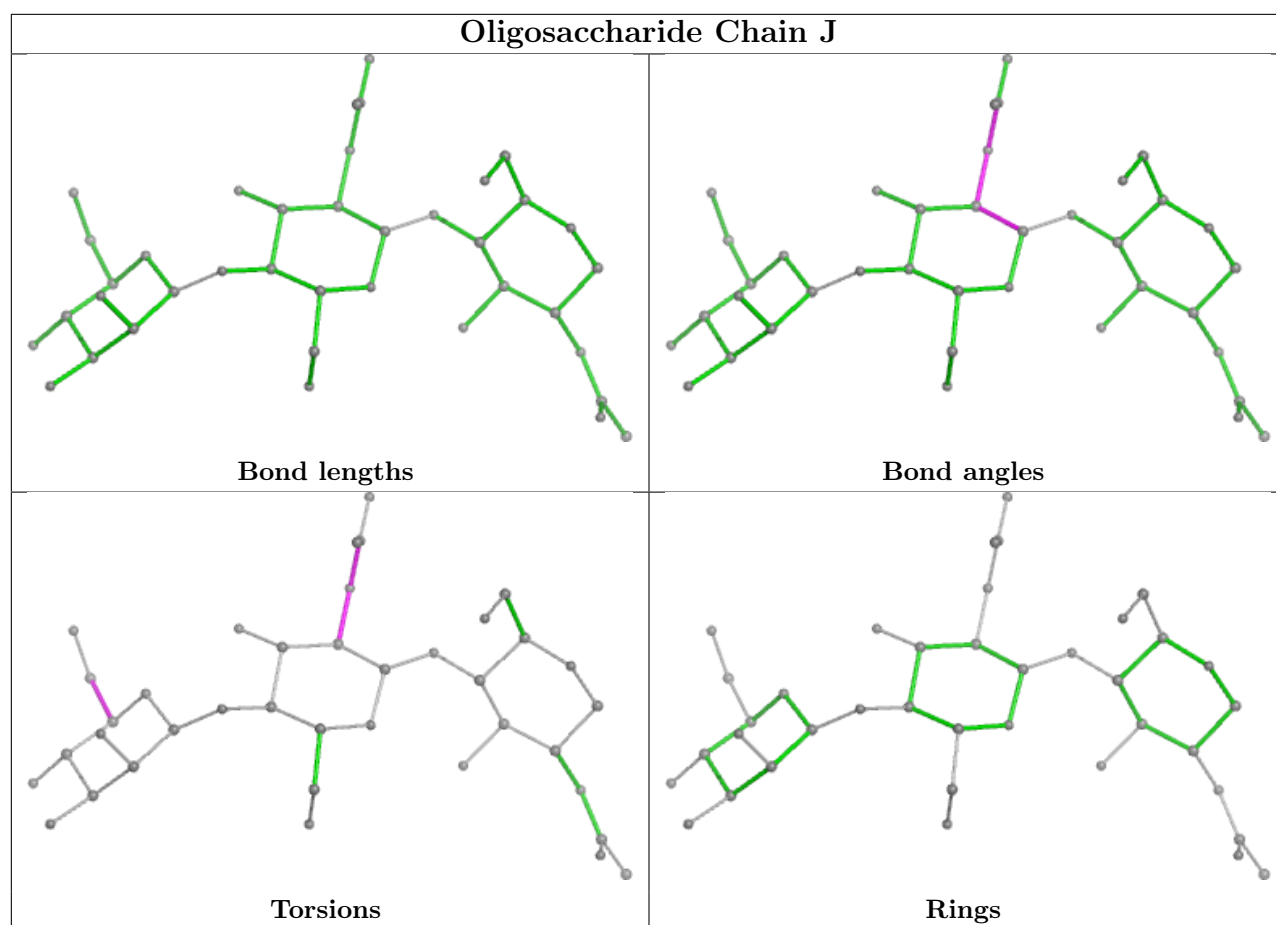 Oligosaccharide Chain J
Bond lengths
Bond angles
Torsions
Rings